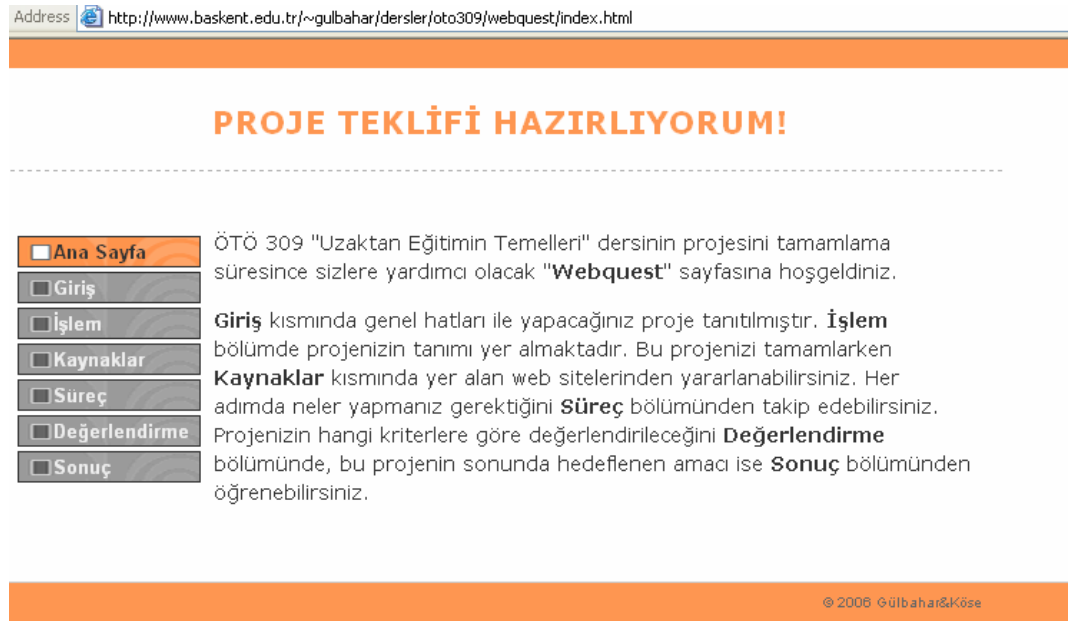 Address http://www.baskent.edu.tr/~gulbahar/dersler/oto309/webquest/index.html
PROJE TEKLİFİ HAZIRLIYORUM!
Ana Sayfa
Giriş
İşlem
Kaynaklar
Süreç
Değerlendirme
Sonuç
ÖTÖ 309 "Uzaktan Eğitimin Temelleri" dersinin projesini tamamlama
süresince sizlere yardımcı olacak "Webquest" sayfasına hoşgeldiniz.
Giriş kısmında genel hatları ile yapacağınız proje tanıtılmıştır. İşlem
bölümde projenizin tanımı yer almaktadır. Bu projenizi tamamlarken
Kaynaklar kısmında yer alan web sitelerinden yararlanabilirsiniz. Her
adımda neler yapmanız gerektiğini Süreç bölümünden takip edebilirsiniz.
Projenizin hangi kriterlere göre değerlendirileceğini Değerlendirme
bölümünde, bu projenin sonunda hedeflenen amacı ise Sonuç bölümünden
öğrenebilirsiniz.
© 2006 Gülbahar&Köse